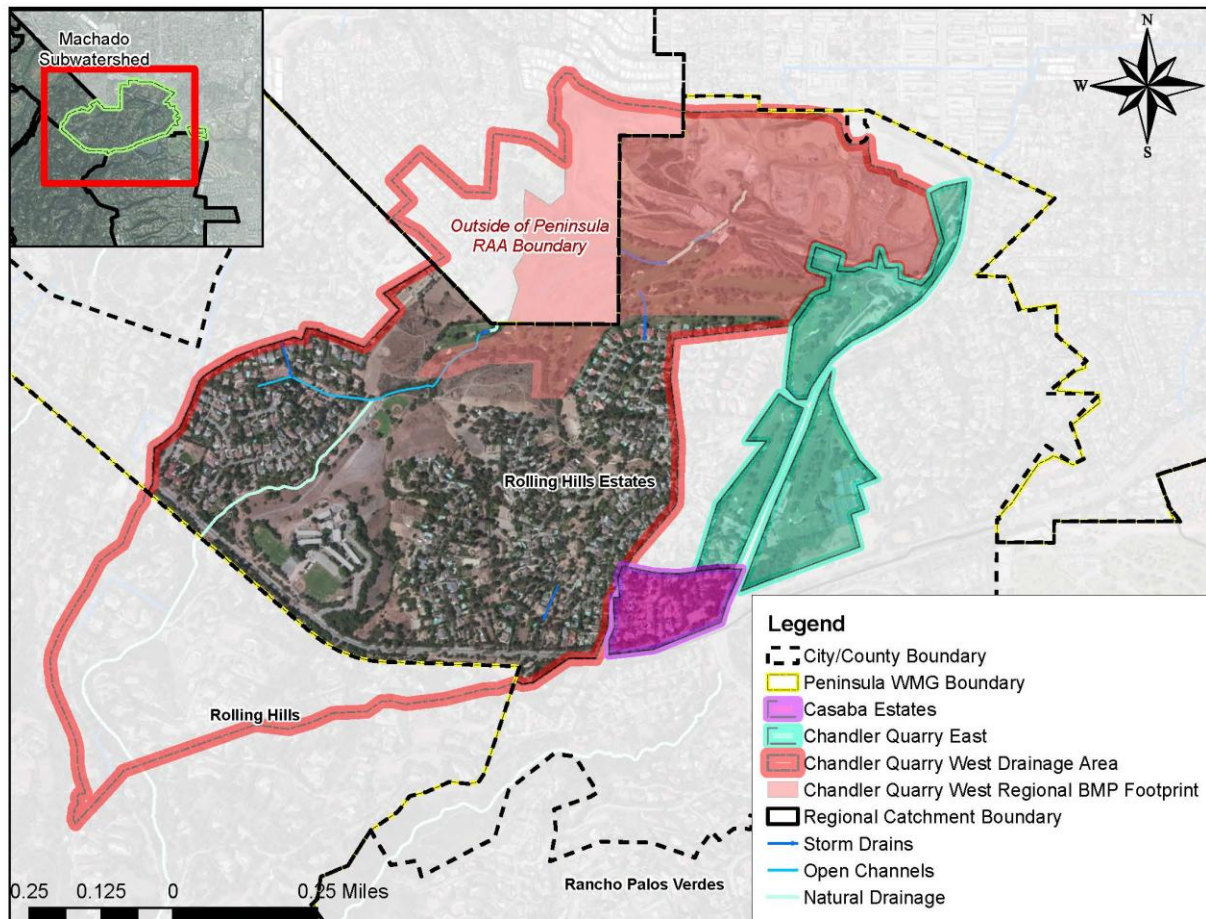 Machado
Subwatershed
N
W
E
S
Outside of Peninsula
RAA Boundary
Rolling Hills Estates
Rolling Hills
Rancho Palos Verdes
0.25 0.125 0 0.25 Miles
Legend
City/County Boundary
Peninsula WMG Boundary
Casaba Estates
Chandler Quarry East
Chandler Quarry West Drainage Area
Chandler Quarry West Regional BMP Footprint
Regional Catchment Boundary
Storm Drains
Open Channels
Natural Drainage